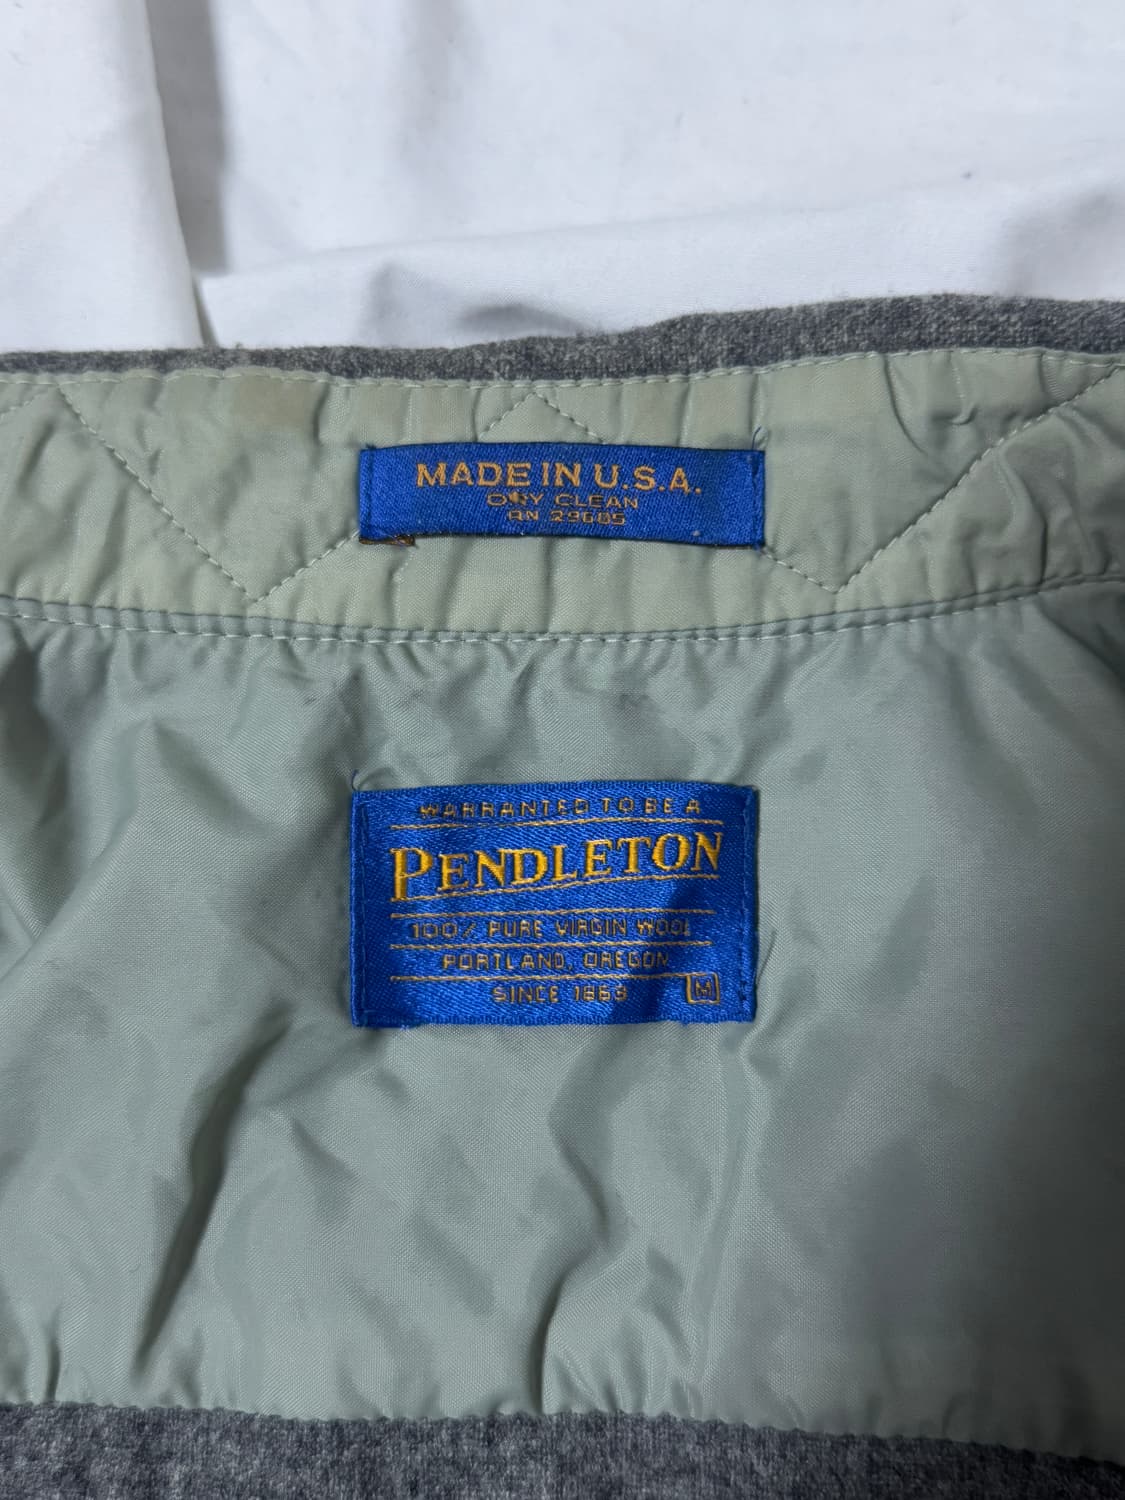 MADE IN U.S.A.
DRY CLEAN
RN 29685
WARRANTED TO BE A
PENDLETON
100% PURE VIRGIN WOOL
PORTLAND, OREGON
SINCE 1863
M